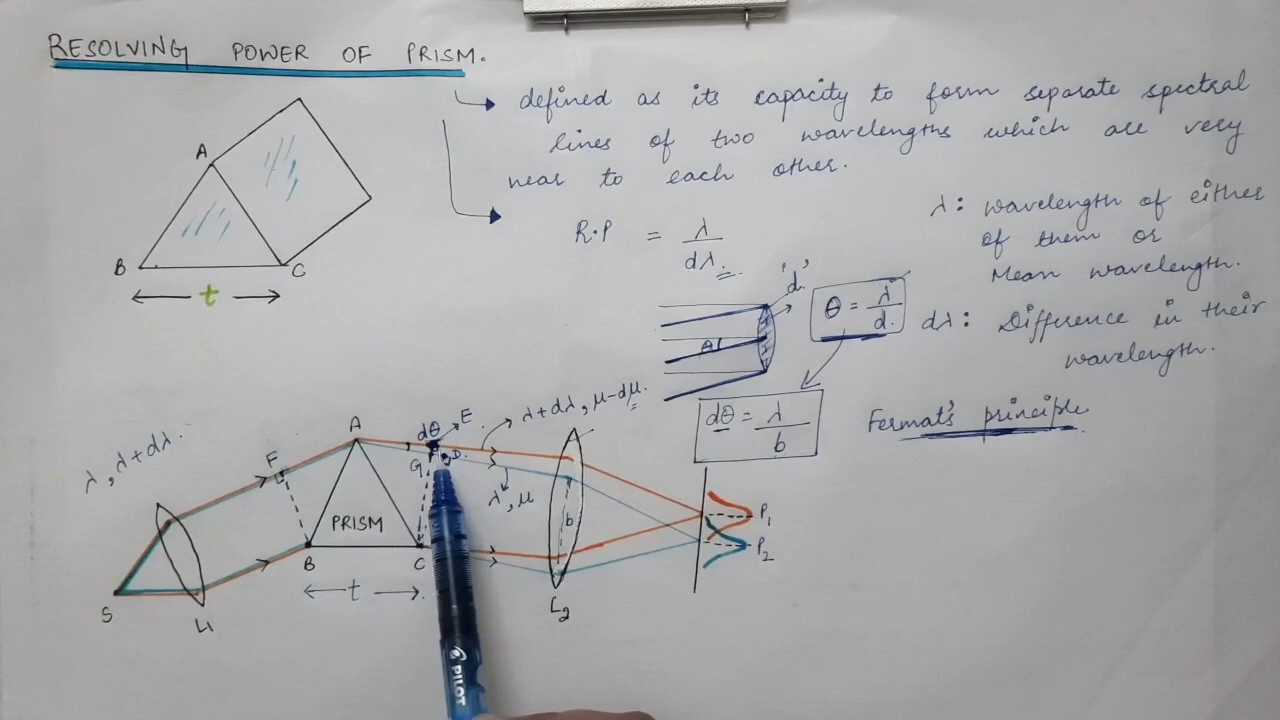 RESOLVING POWER OF PRISM.
defined as its capacity to form separate spectral
lines of two wavelengths which are very
near to each other.
R.P = λ/dλ.
λ: wavelength of either
of them or
Mean wavelength.
dλ: Difference in their
wavelength.
A
B
C
t
'd'
θ
θ = λ/d.
dθ = λ/b
Fermat's principle
λ, λ+dλ.
F
A
dθ
E
λ+dλ, μ-dμ.
G
D.
λ, μ
PRISM
B
C
t
S
L1
b
L2
P1
P2
PILOT